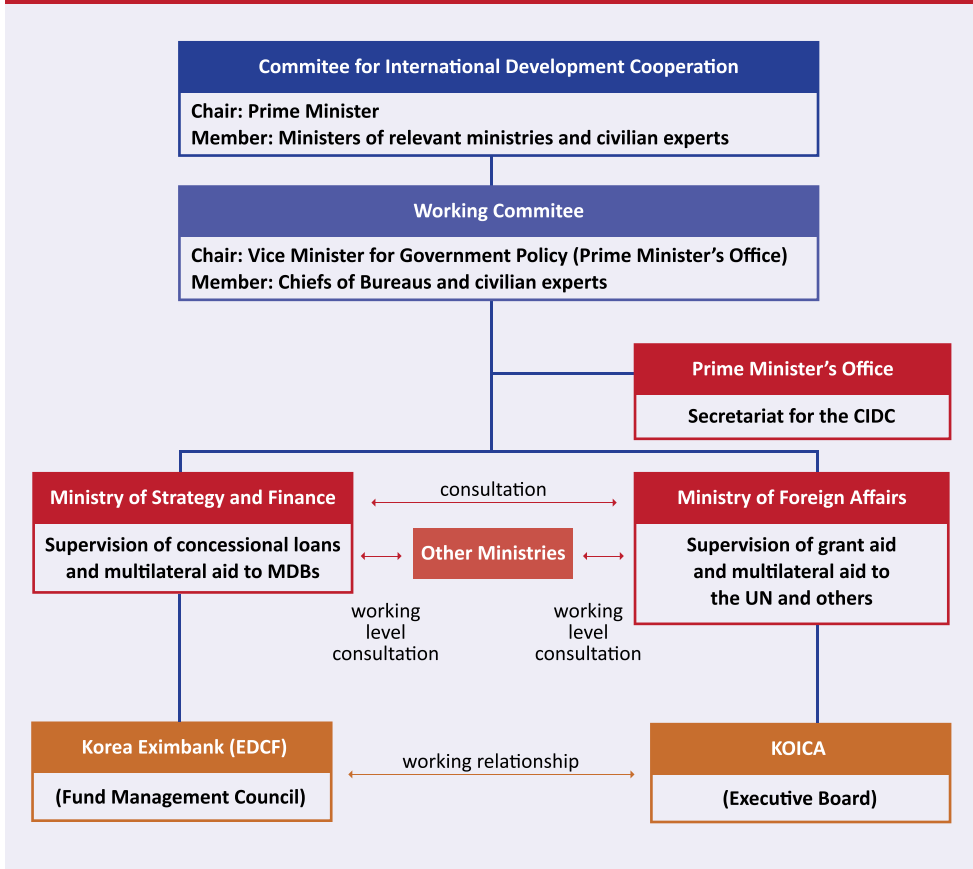 Commitee for International Development Cooperation
Chair: Prime Minister
Member: Ministers of relevant ministries and civilian experts
Working Commitee
Chair: Vice Minister for Government Policy (Prime Minister’s Office)
Member: Chiefs of Bureaus and civilian experts
Prime Minister’s Office
Secretariat for the CIDC
Ministry of Strategy and Finance
Supervision of concessional loans
and multilateral aid to MDBs
consultation
Other Ministries
working
level
consultation
working
level
consultation
Ministry of Foreign Affairs
Supervision of grant aid
and multilateral aid to
the UN and others
Korea Eximbank (EDCF)
(Fund Management Council)
working relationship
KOICA
(Executive Board)